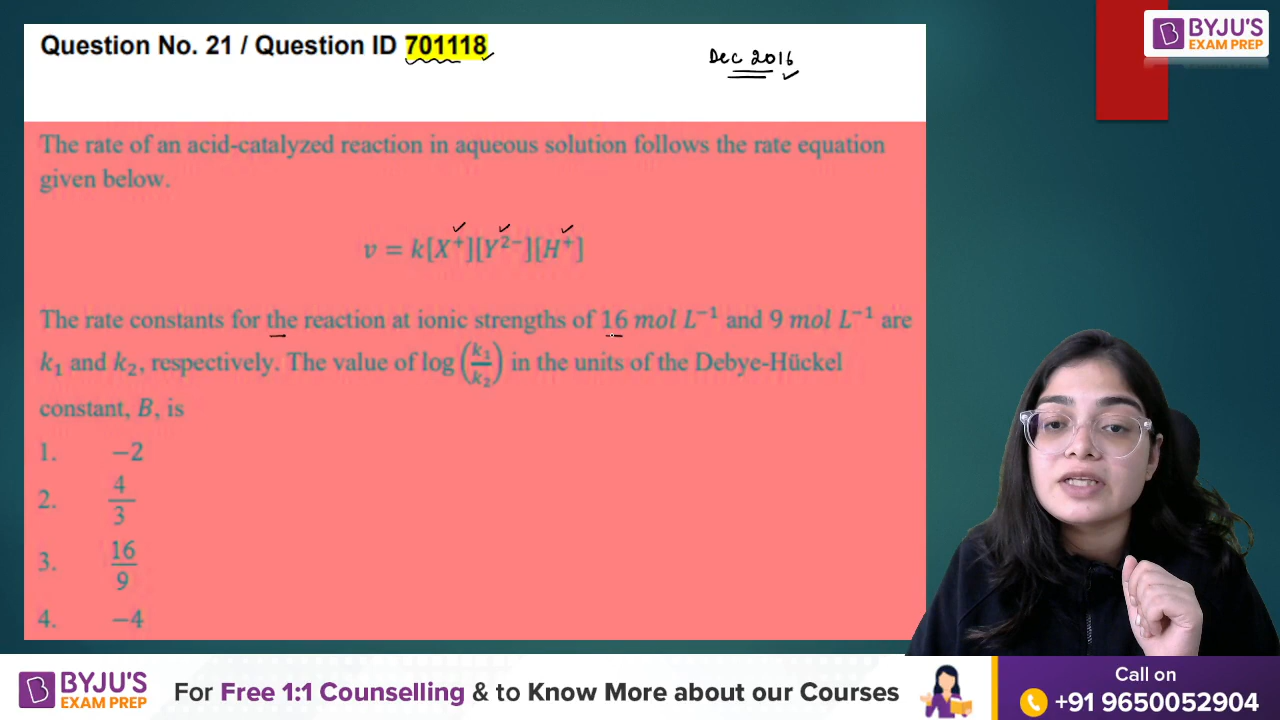 Question No. 21 / Question ID 701118
Dec 2016
BYJU'S
EXAM PREP
The rate of an acid-catalyzed reaction in aqueous solution follows the rate equation
given below.
v = k[X⁺][Y²⁻][H⁺]
The rate constants for the reaction at ionic strengths of 16 mol L⁻¹ and 9 mol L⁻¹ are
k₁ and k₂, respectively. The value of log (k₁/k₂) in the units of the Debye-Hückel
constant, B, is
1. −2
2. 4/3
3. 16/9
4. −4
BYJU'S
EXAM PREP
For Free 1:1 Counselling & to Know More about our Courses
Call on
+91 9650052904